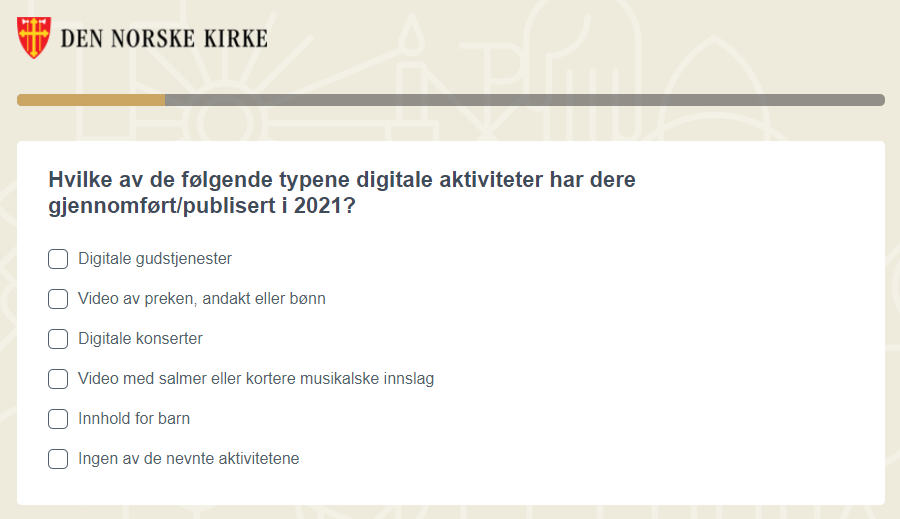 DEN NORSKE KIRKE
Hvilke av de følgende typene digitale aktiviteter har dere
gjennomført/publisert i 2021?
Digitale gudstjenester
Video av preken, andakt eller bønn
Digitale konserter
Video med salmer eller kortere musikalske innslag
Innhold for barn
Ingen av de nevnte aktivitetene